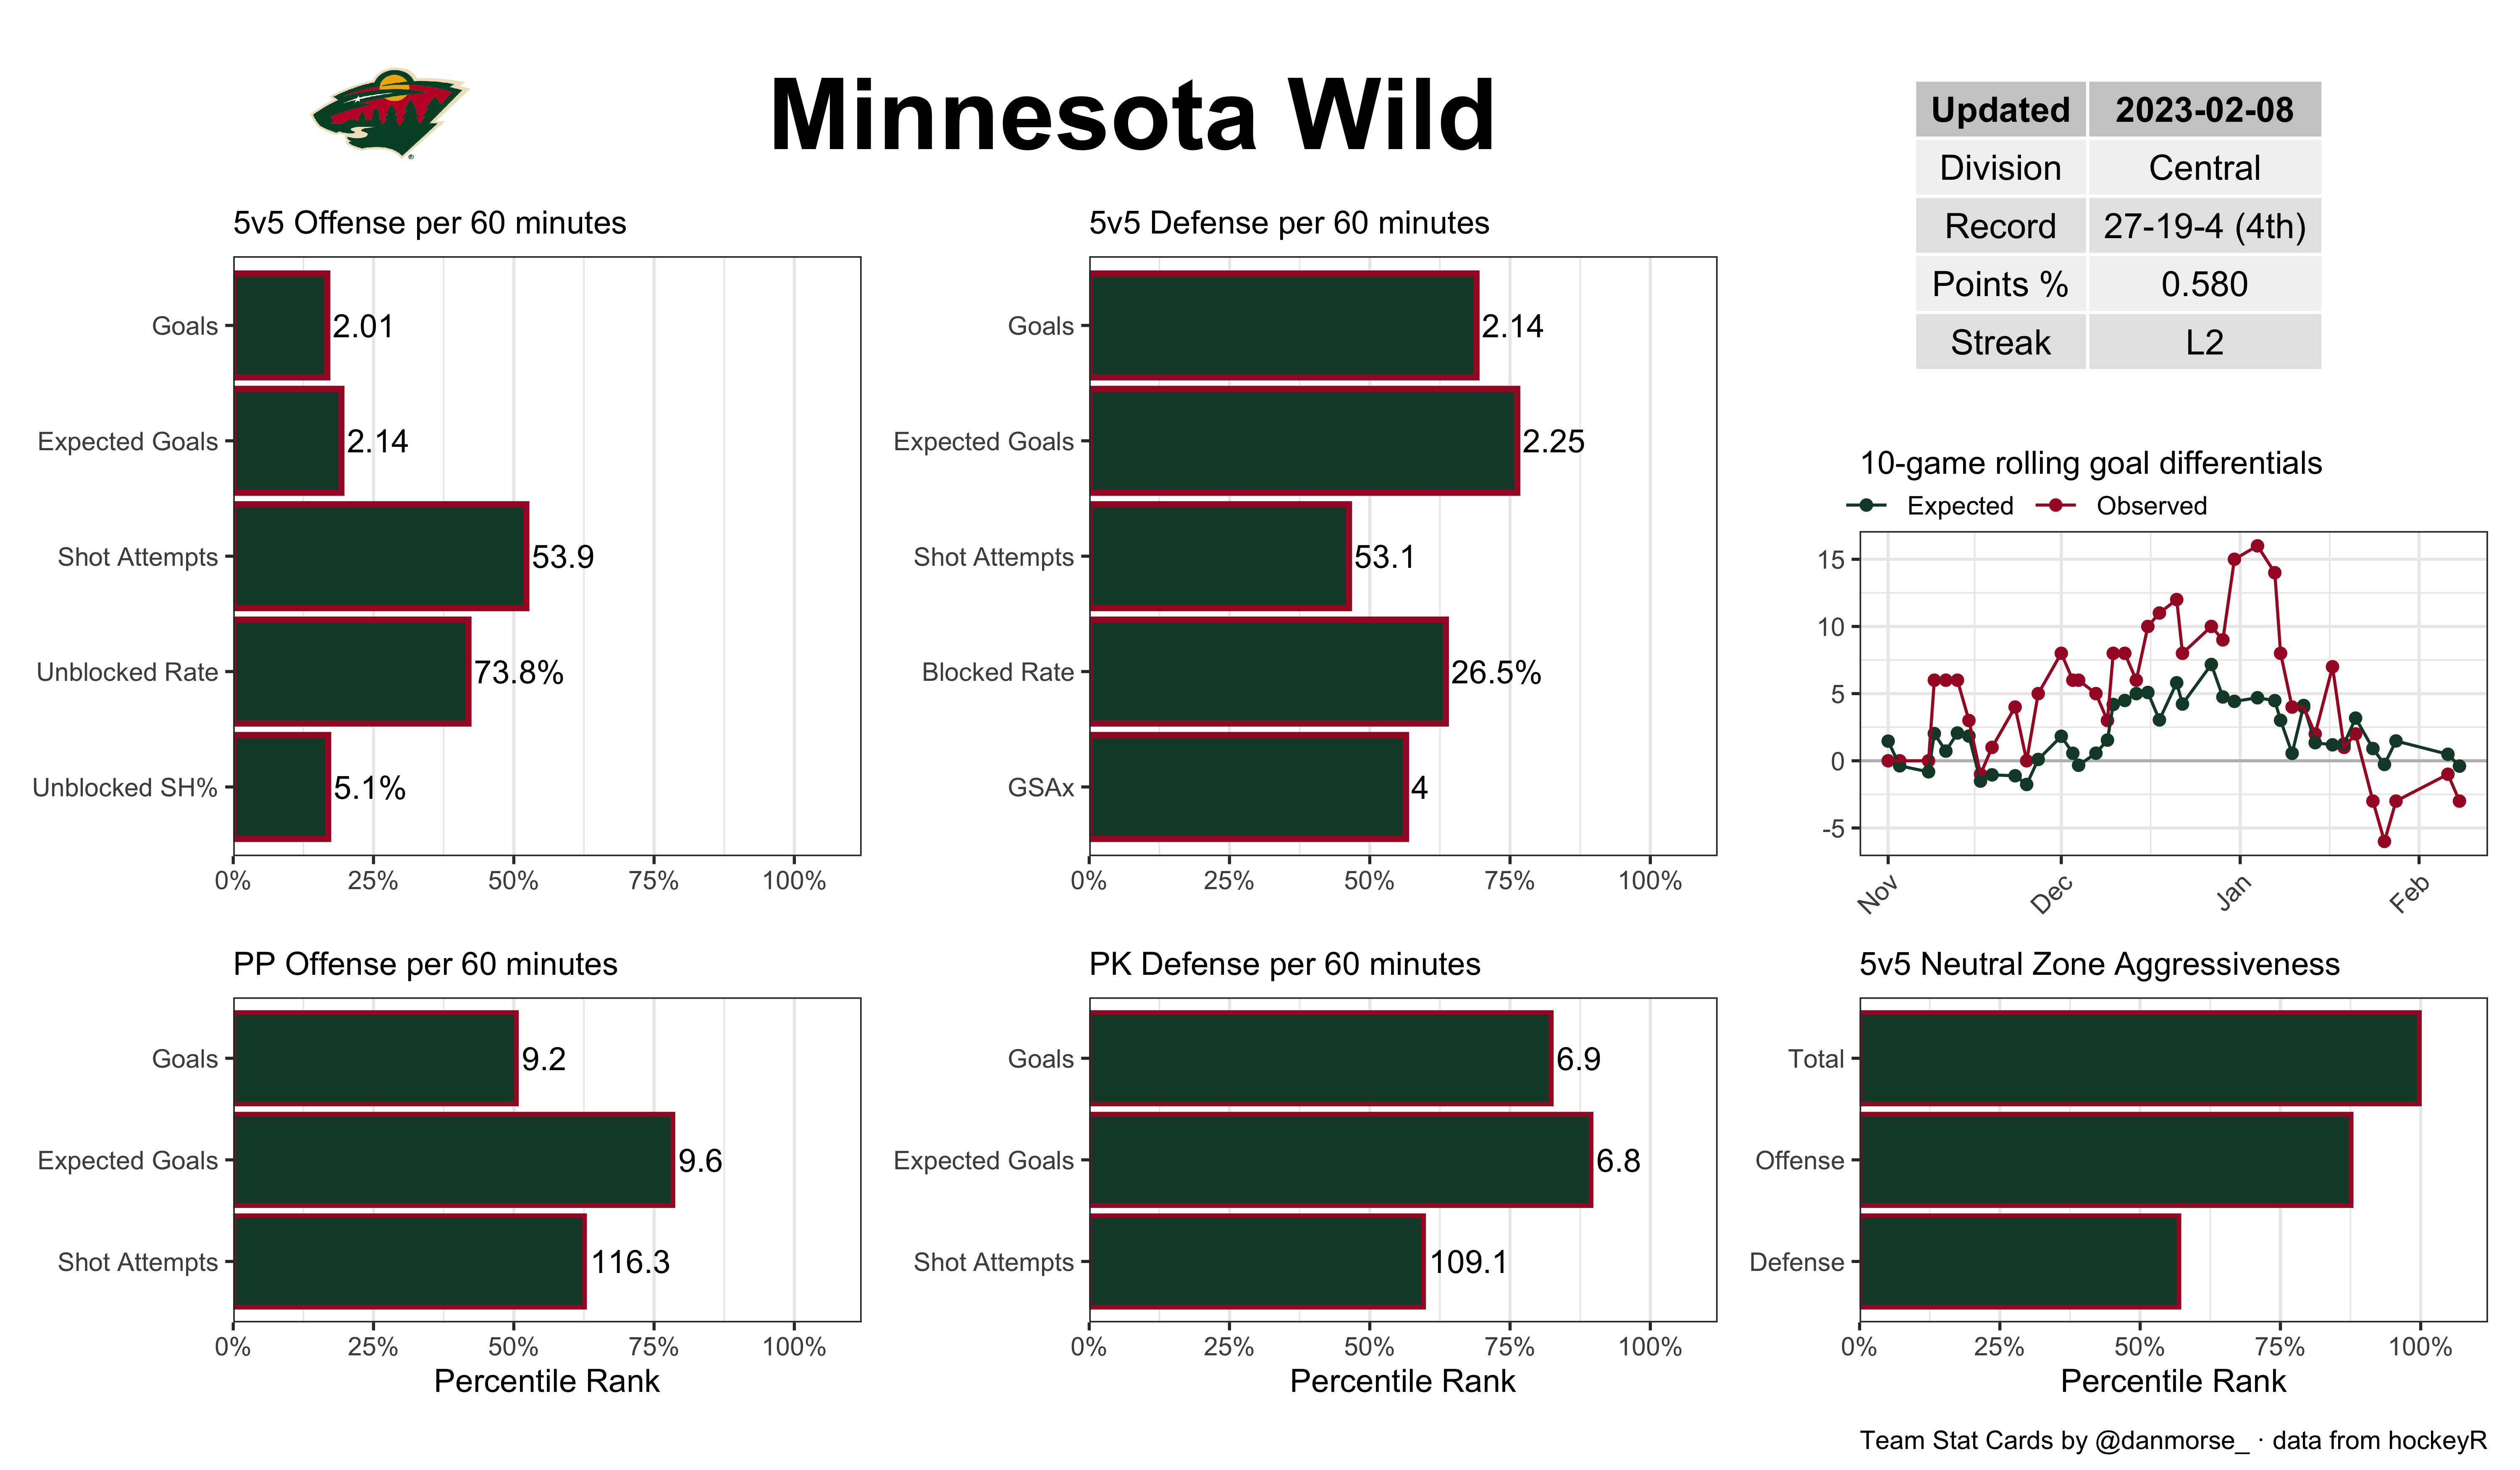 Minnesota Wild
Updated 2023-02-08
Division Central
Record 27-19-4 (4th)
Points % 0.580
Streak L2
5v5 Offense per 60 minutes
Goals 2.01
Expected Goals 2.14
Shot Attempts 53.9
Unblocked Rate 73.8%
Unblocked SH% 5.1%
0% 25% 50% 75% 100%
5v5 Defense per 60 minutes
Goals 2.14
Expected Goals 2.25
Shot Attempts 53.1
Blocked Rate 26.5%
GSAx 4
0% 25% 50% 75% 100%
10-game rolling goal differentials
Expected Observed
15
10
5
0
-5
Nov Dec Jan Feb
PP Offense per 60 minutes
Goals 9.2
Expected Goals 9.6
Shot Attempts 116.3
0% 25% 50% 75% 100%
Percentile Rank
PK Defense per 60 minutes
Goals 6.9
Expected Goals 6.8
Shot Attempts 109.1
0% 25% 50% 75% 100%
Percentile Rank
5v5 Neutral Zone Aggressiveness
Total
Offense
Defense
0% 25% 50% 75% 100%
Percentile Rank
Team Stat Cards by @danmorse_ · data from hockeyR